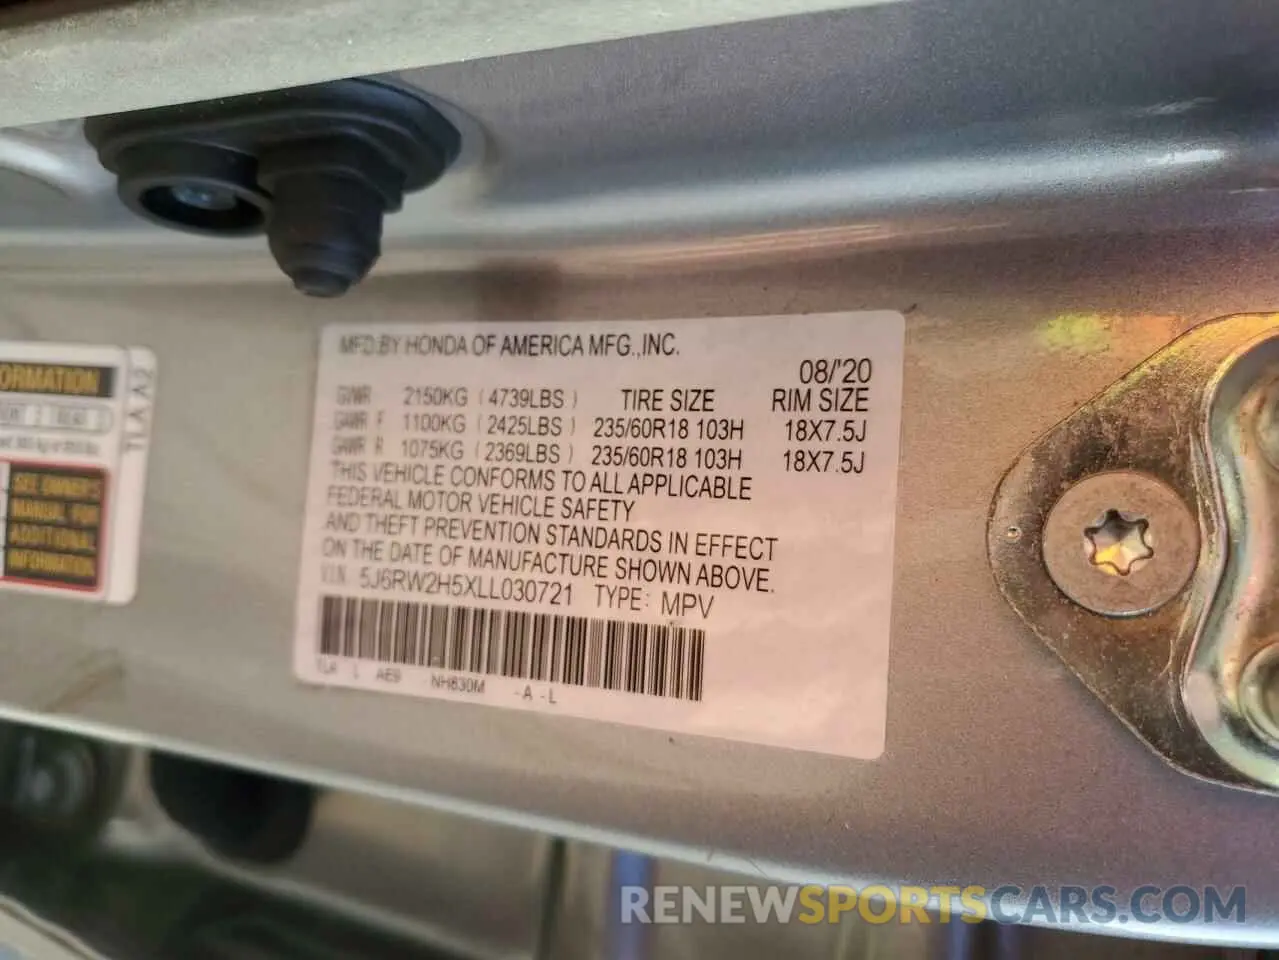 MFD.BY HONDA OF AMERICA MFG.,INC.
08/'20
GVWR 2150KG ( 4739LBS ) TIRE SIZE RIM SIZE
GAWR F 1100KG ( 2425LBS ) 235/60R18 103H 18X7.5J
GAWR R 1075KG ( 2369LBS ) 235/60R18 103H 18X7.5J
THIS VEHICLE CONFORMS TO ALL APPLICABLE
FEDERAL MOTOR VEHICLE SAFETY
AND THEFT PREVENTION STANDARDS IN EFFECT
ON THE DATE OF MANUFACTURE SHOWN ABOVE.
V.I.N. 5J6RW2H5XLL030721 TYPE: MPV
TLA L AE9 NH830M -A -L
ORMATION
REAR
TLA A2
SEE OWNER'S
MANUAL FOR
ADDITIONAL
INFORMATION
RENEWSPORTSCARS.COM